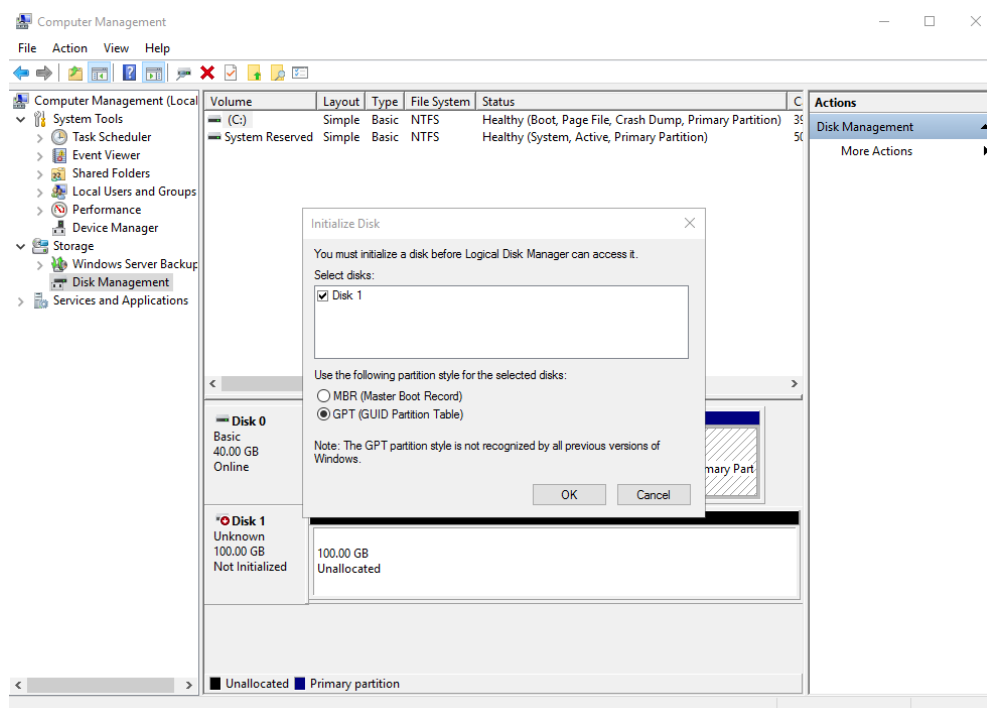 Computer Management
File Action View Help
Computer Management (Local
System Tools
Task Scheduler
Event Viewer
Shared Folders
Local Users and Groups
Performance
Device Manager
Storage
Windows Server Backup
Disk Management
Services and Applications
Volume Layout Type File System Status C
(C:) Simple Basic NTFS Healthy (Boot, Page File, Crash Dump, Primary Partition) 39
System Reserved Simple Basic NTFS Healthy (System, Active, Primary Partition) 50
Actions
Disk Management
More Actions
Initialize Disk
You must initialize a disk before Logical Disk Manager can access it.
Select disks:
Disk 1
Use the following partition style for the selected disks:
MBR (Master Boot Record)
GPT (GUID Partition Table)
Note: The GPT partition style is not recognized by all previous versions of
Windows.
OK Cancel
Disk 0
Basic
40.00 GB
Online
mary Part
Disk 1
Unknown
100.00 GB
Not Initialized
100.00 GB
Unallocated
Unallocated Primary partition